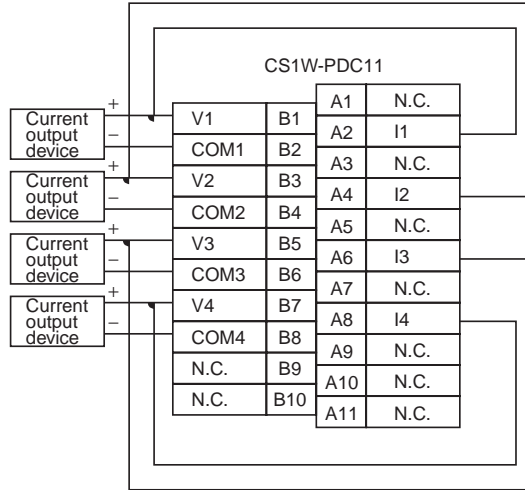 CS1W-PDC11
Current
output
device
+
−
Current
output
device
+
−
Current
output
device
+
−
Current
output
device
+
−
V1 B1
COM1 B2
V2 B3
COM2 B4
V3 B5
COM3 B6
V4 B7
COM4 B8
N.C. B9
N.C. B10
A1 N.C.
A2 I1
A3 N.C.
A4 I2
A5 N.C.
A6 I3
A7 N.C.
A8 I4
A9 N.C.
A10 N.C.
A11 N.C.